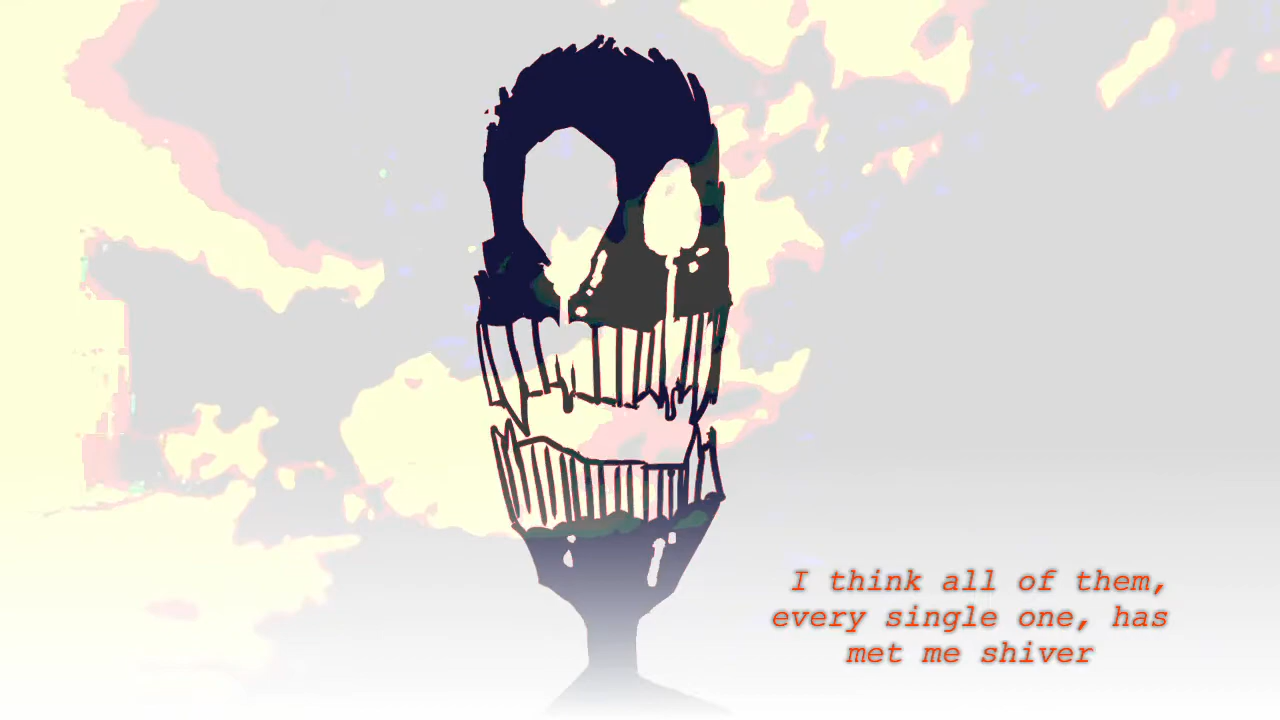 I think all of them,
every single one, has
met me shiver